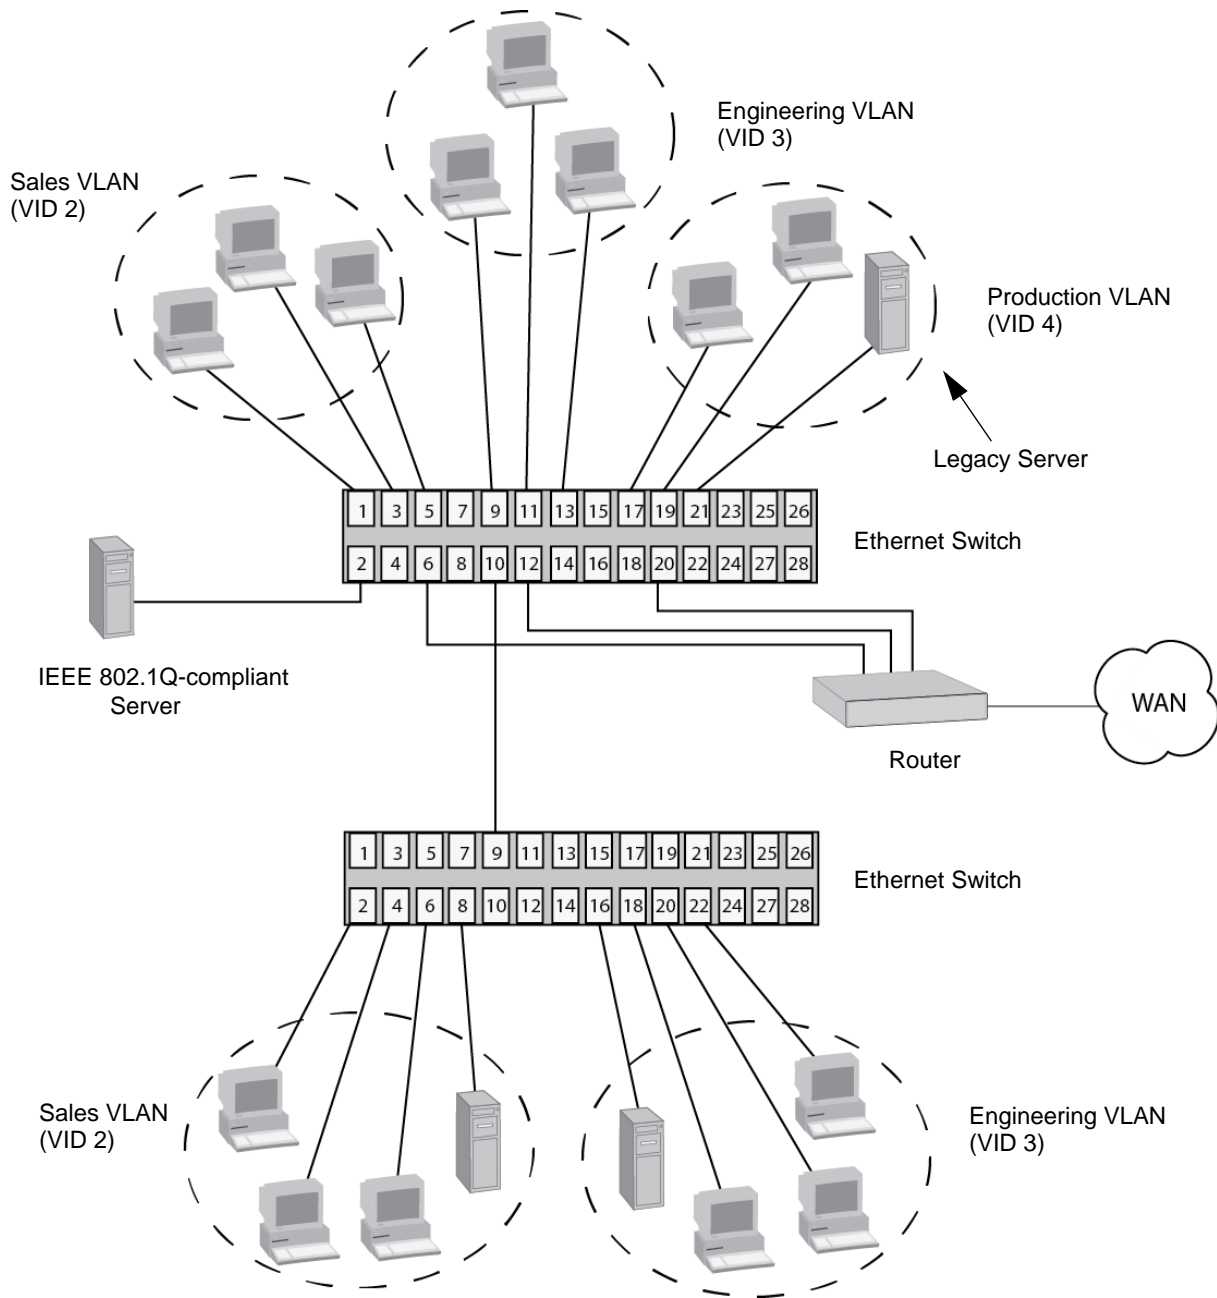 Engineering VLAN
(VID 3)
Sales VLAN
(VID 2)
Production VLAN
(VID 4)
Legacy Server
1 3 5 7 9 11 13 15 17 19 21 23 25 26
Ethernet Switch
2 4 6 8 10 12 14 16 18 20 22 24 27 28
IEEE 802.1Q-compliant
Server
WAN
Router
1 3 5 7 9 11 13 15 17 19 21 23 25 26
Ethernet Switch
2 4 6 8 10 12 14 16 18 20 22 24 27 28
Sales VLAN
(VID 2)
Engineering VLAN
(VID 3)